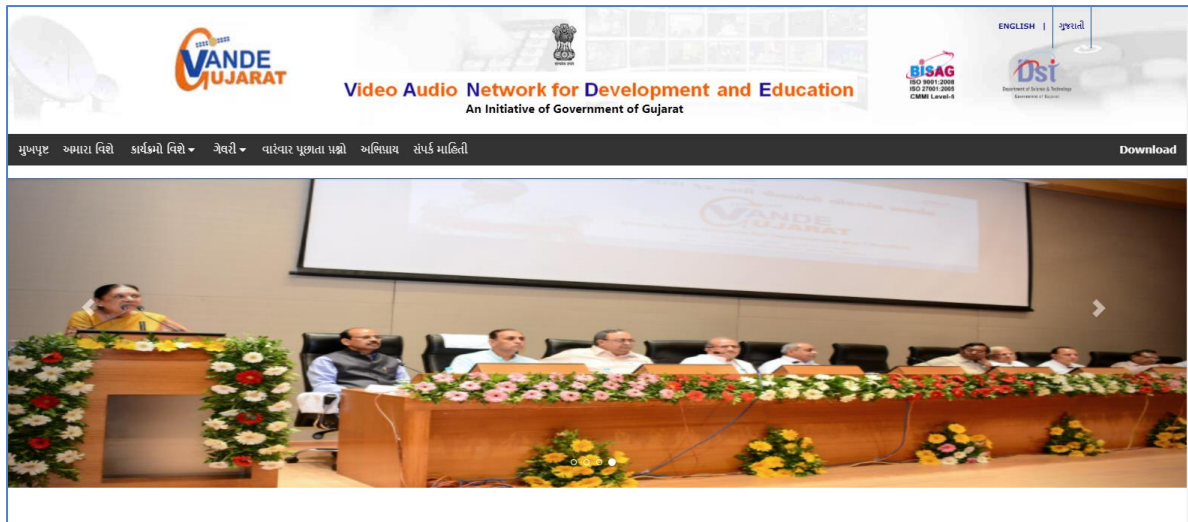 ENGLISH | ગુજરાતી
VANDE
GUJARAT
Video Audio Network for Development and Education
An Initiative of Government of Gujarat
BISAG
ISO 9001:2008
ISO 27001:2005
CMMI Level-5
DST
Department of Science & Technology
Government of Gujarat
મુખપૃષ્ટ અમારા વિશે કાર્યક્રમો વિશે ગેલરી વારંવાર પૂછાતા પ્રશ્નો અભિપ્રાય સંપર્ક માહિતી Download
VANDE
GUJARAT